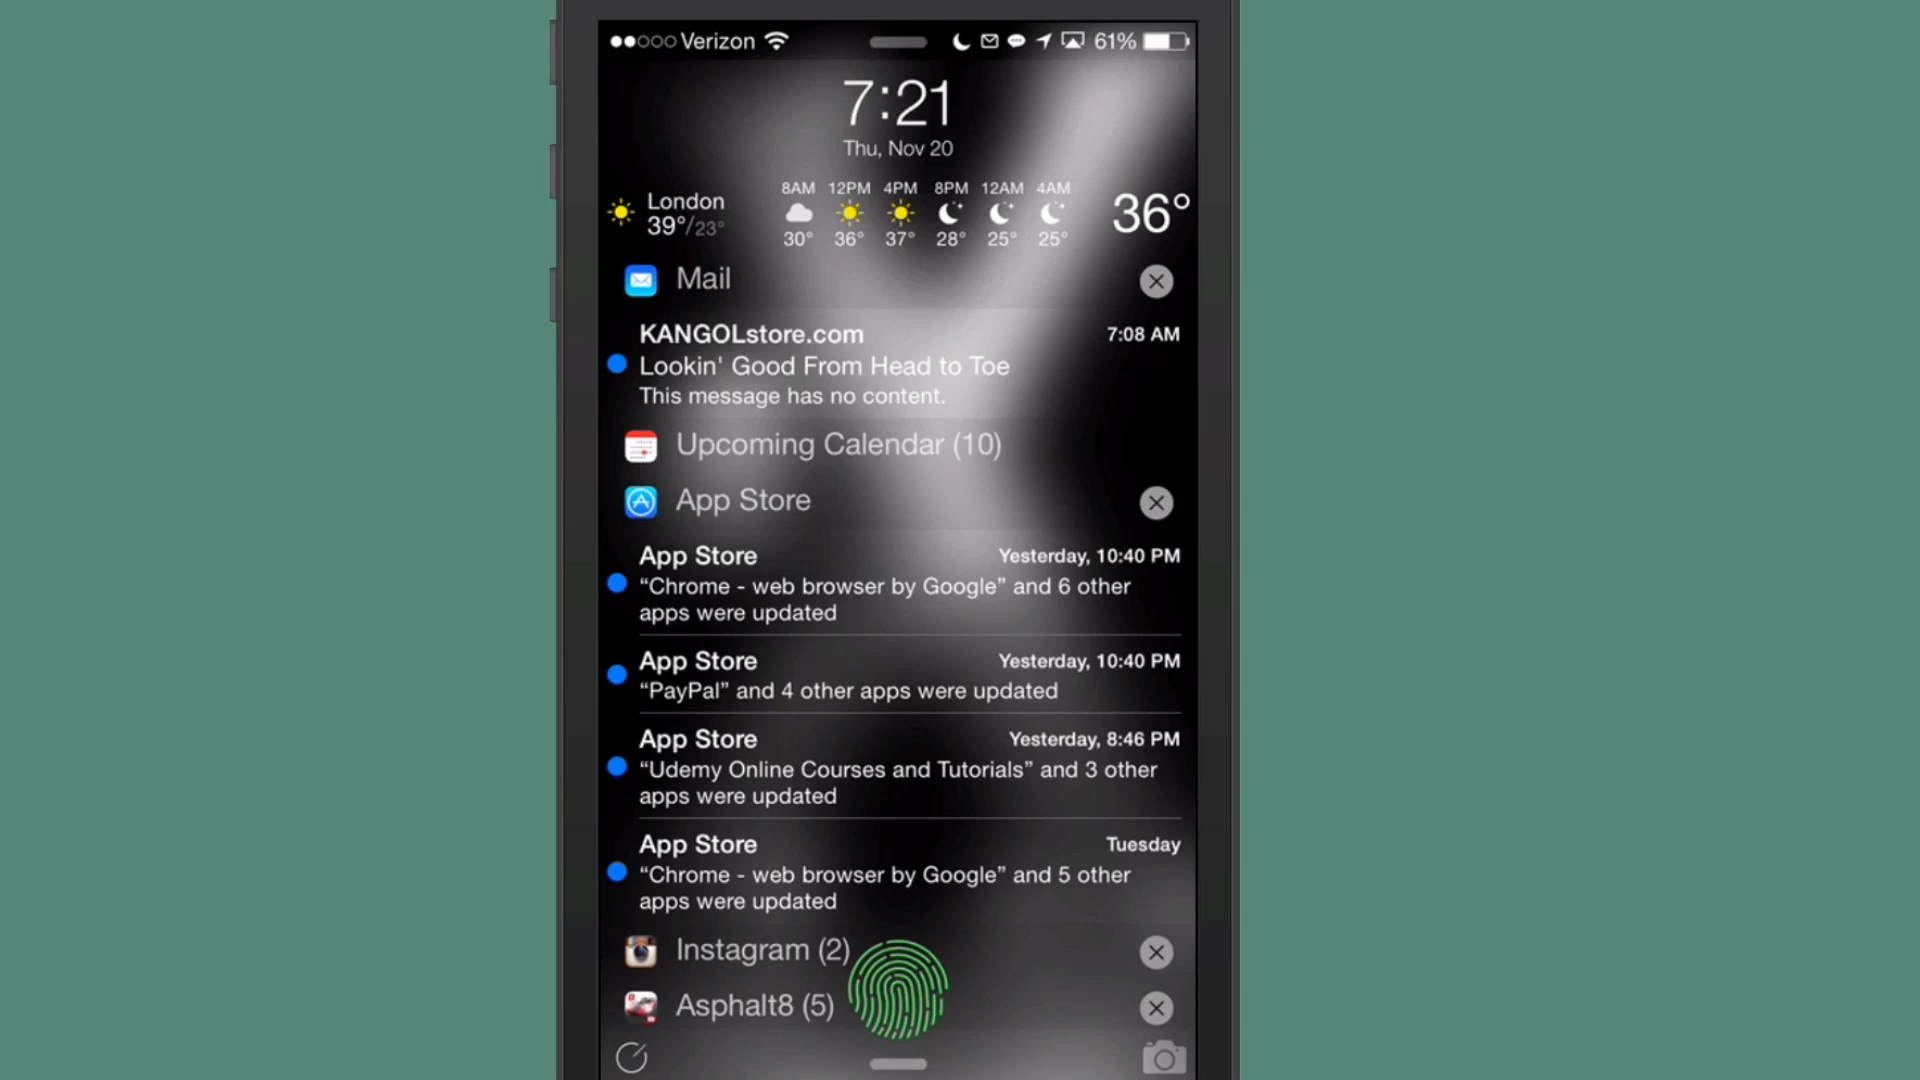 Verizon 61%
7:21
Thu, Nov 20
8AM 12PM 4PM 8PM 12AM 4AM
London 36°
39°/23°
30° 36° 37° 28° 25° 25°
Mail
KANGOLstore.com 7:08 AM
Lookin' Good From Head to Toe
This message has no content.
Upcoming Calendar (10)
App Store
App Store Yesterday, 10:40 PM
“Chrome - web browser by Google” and 6 other
apps were updated
App Store Yesterday, 10:40 PM
“PayPal” and 4 other apps were updated
App Store Yesterday, 8:46 PM
“Udemy Online Courses and Tutorials” and 3 other
apps were updated
App Store Tuesday
“Chrome - web browser by Google” and 5 other
apps were updated
Instagram (2)
Asphalt8 (5)